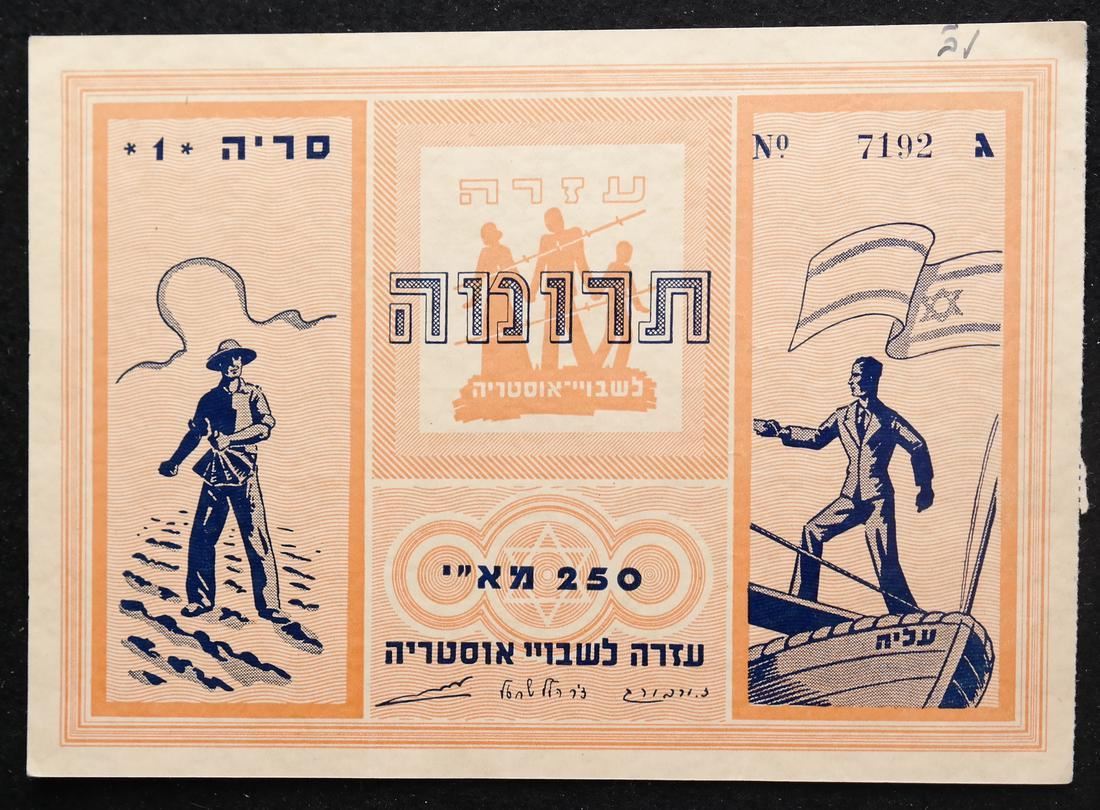 ג 7192 Nº
סריה *1*
עזרה
תרומה
לשבויי־אוסטריה
250 מא"י
עזרה לשבויי אוסטריה
עליה